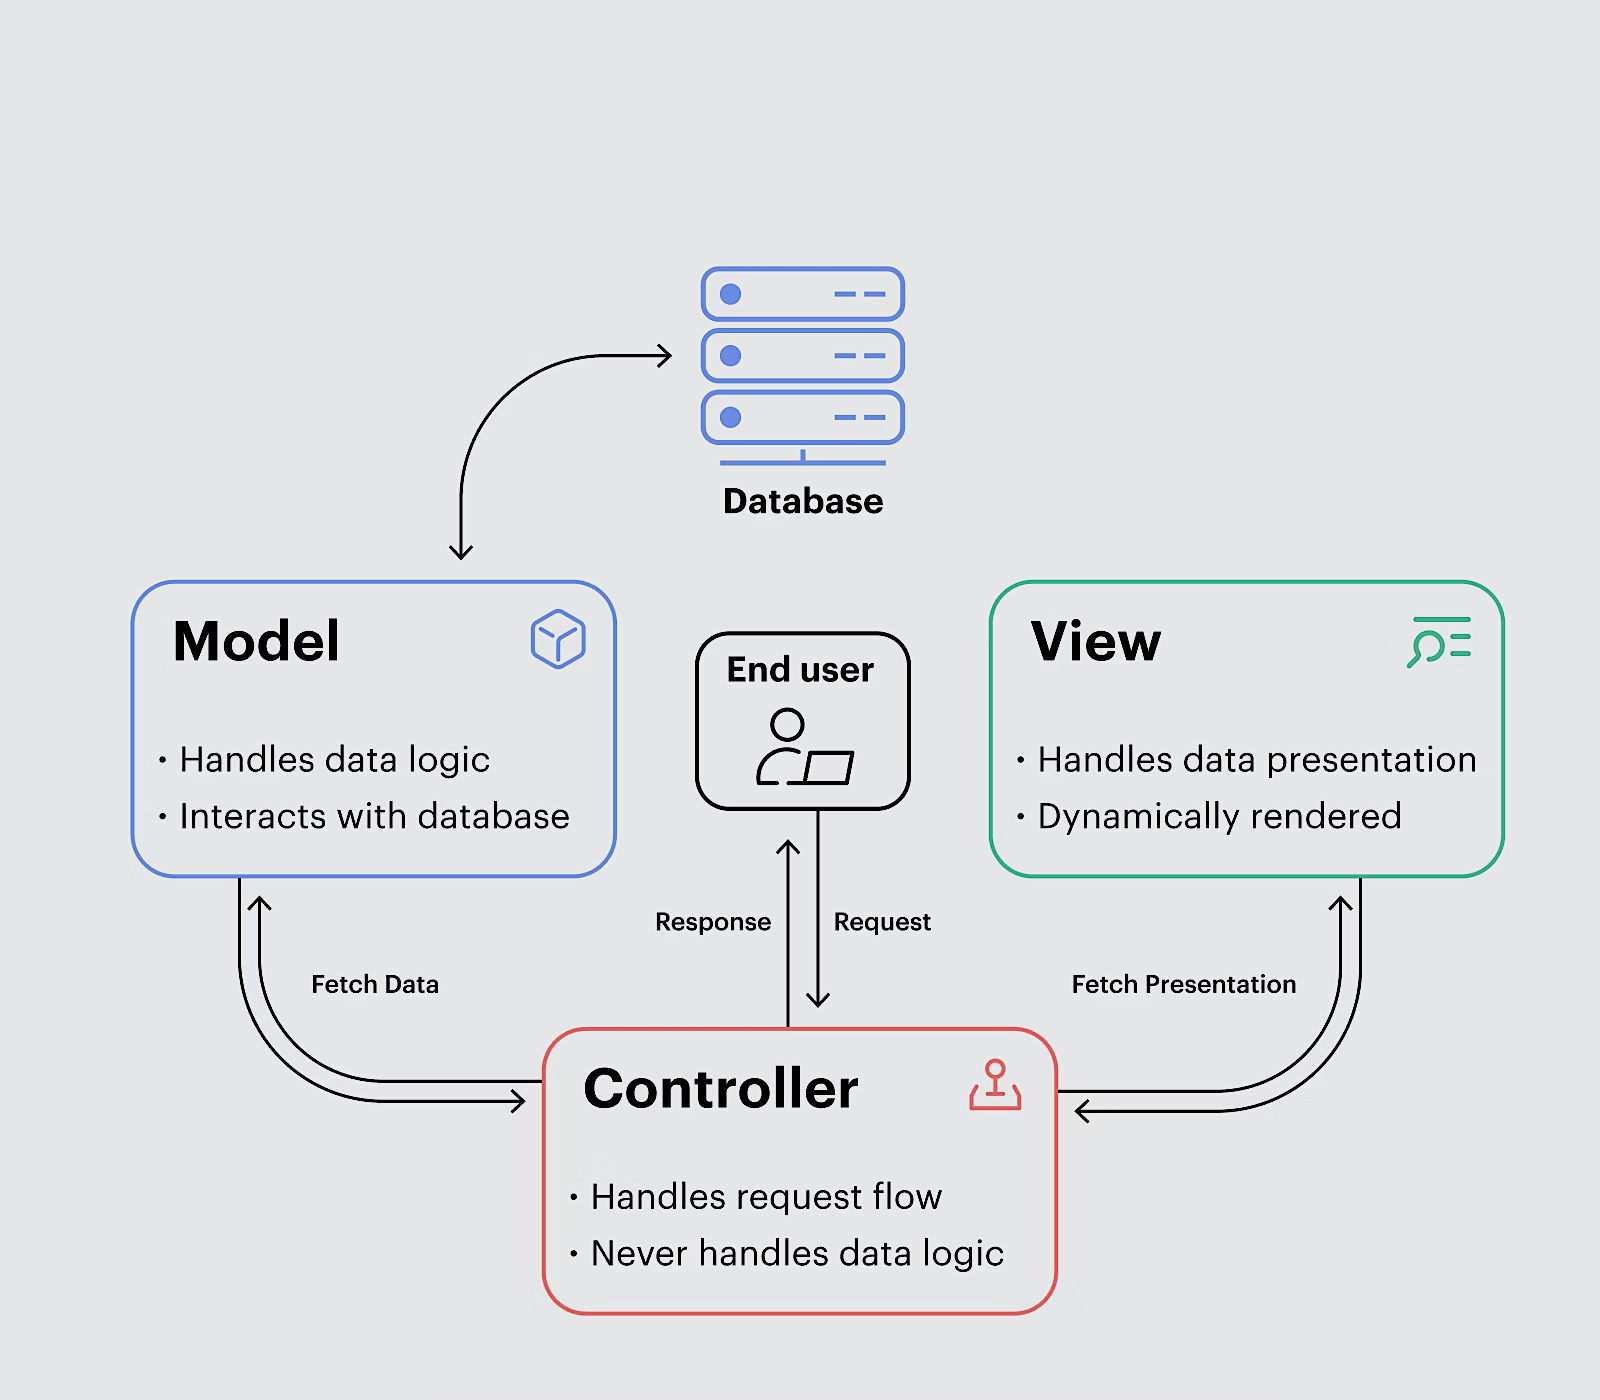 Database
Model
• Handles data logic
• Interacts with database
End user
View
• Handles data presentation
• Dynamically rendered
Response
Request
Fetch Data
Fetch Presentation
Controller
• Handles request flow
• Never handles data logic